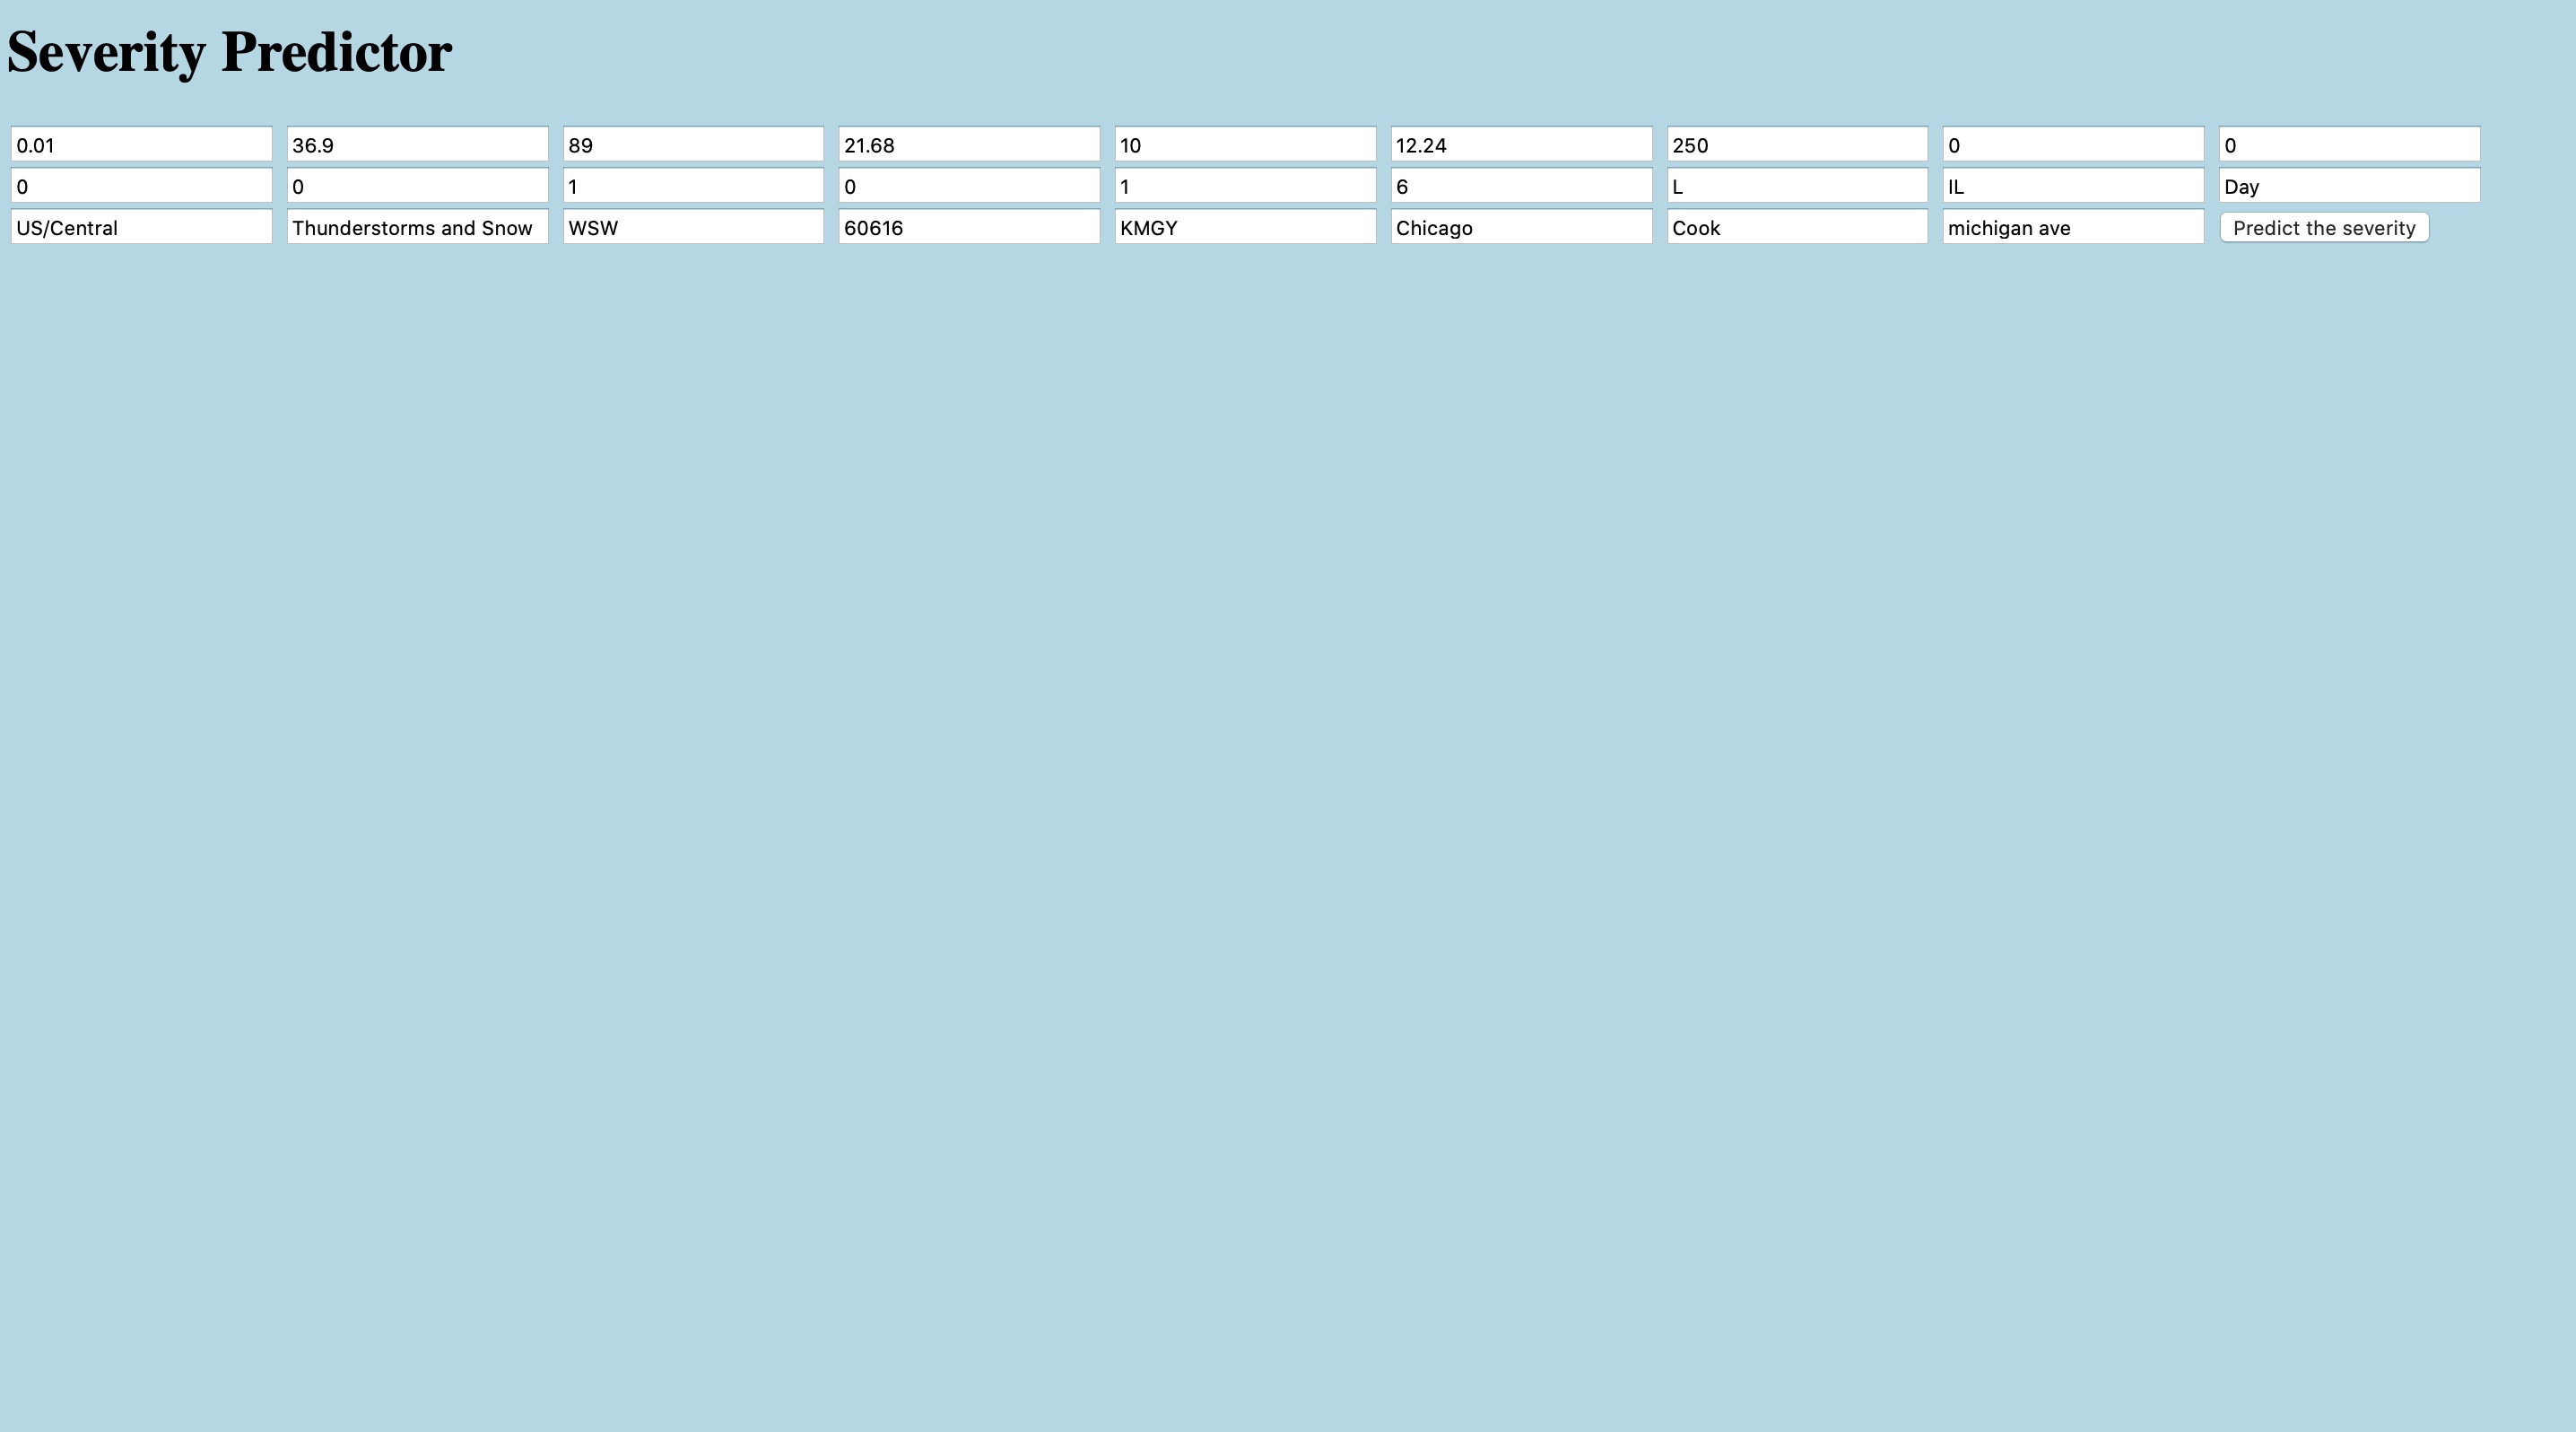 Severity Predictor
0.01 36.9 89 21.68 10 12.24 250 0 0
0 0 1 0 1 6 L IL Day
US/Central Thunderstorms and Snow WSW 60616 KMGY Chicago Cook michigan ave Predict the severity